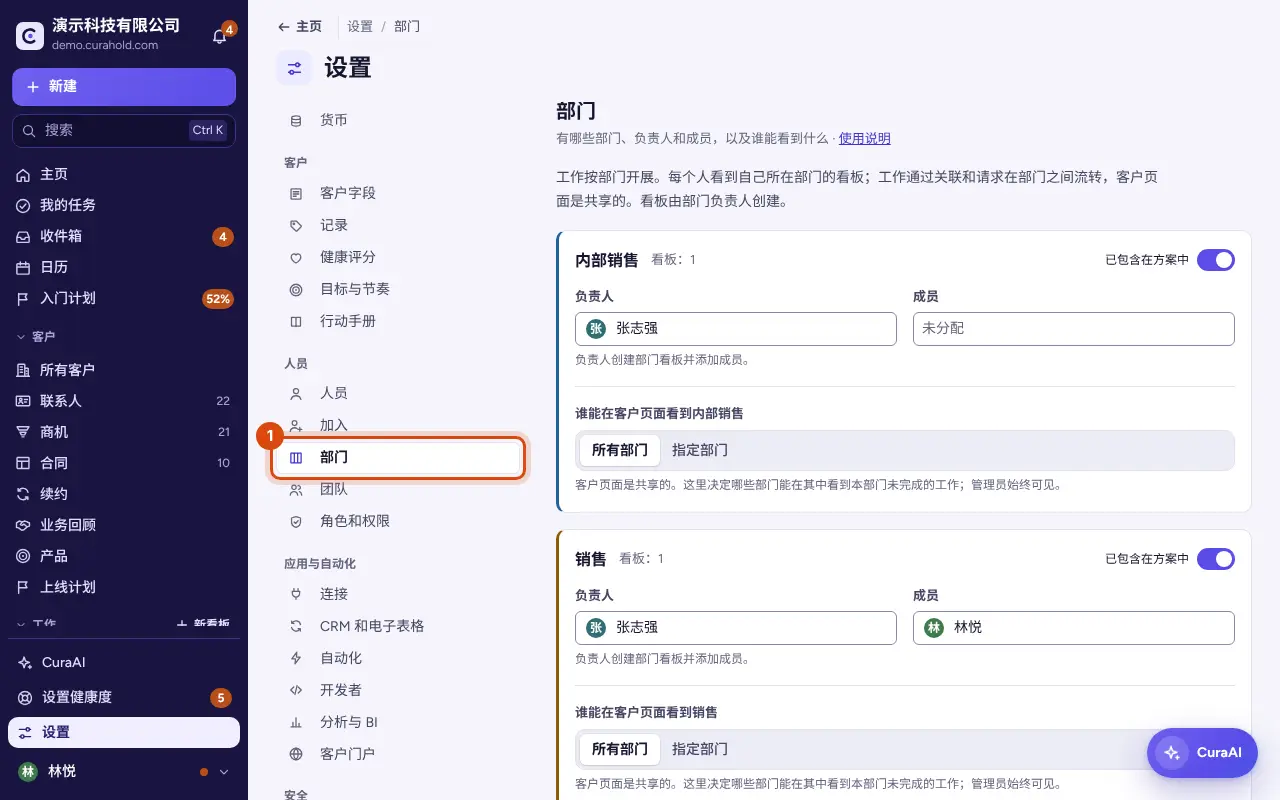 演示科技有限公司
demo.curahold.com
4
新建
搜索
Ctrl K
主页
我的任务
收件箱
4
日历
入门计划
52%
客户
所有客户
联系人
22
商机
21
合同
10
续约
业务回顾
产品
上线计划
工作
新看板
CuraAI
设置健康度
5
设置
林 林悦
主页
设置 / 部门
设置
货币
客户
客户字段
记录
健康评分
目标与节奏
行动手册
人员
人员
加入
1
部门
团队
角色和权限
应用与自动化
连接
CRM 和电子表格
自动化
开发者
分析与 BI
客户门户
安全
部门
有哪些部门、负责人和成员，以及谁能看到什么 · 使用说明
工作按部门开展。每个人看到自己所在部门的看板；工作通过关联和请求在部门之间流转，客户页
面是共享的。看板由部门负责人创建。
内部销售 看板：1
已包含在方案中
负责人
成员
张 张志强
未分配
负责人创建部门看板并添加成员。
谁能在客户页面看到内部销售
所有部门 指定部门
客户页面是共享的。这里决定哪些部门能在其中看到本部门未完成的工作；管理员始终可见。
销售 看板：1
已包含在方案中
负责人
成员
张 张志强
林 林悦
负责人创建部门看板并添加成员。
谁能在客户页面看到销售
所有部门 指定部门
客户页面是共享的。这里决定哪些部门能在其中看到本部门未完成的工作；管理员始终可见。
CuraAI